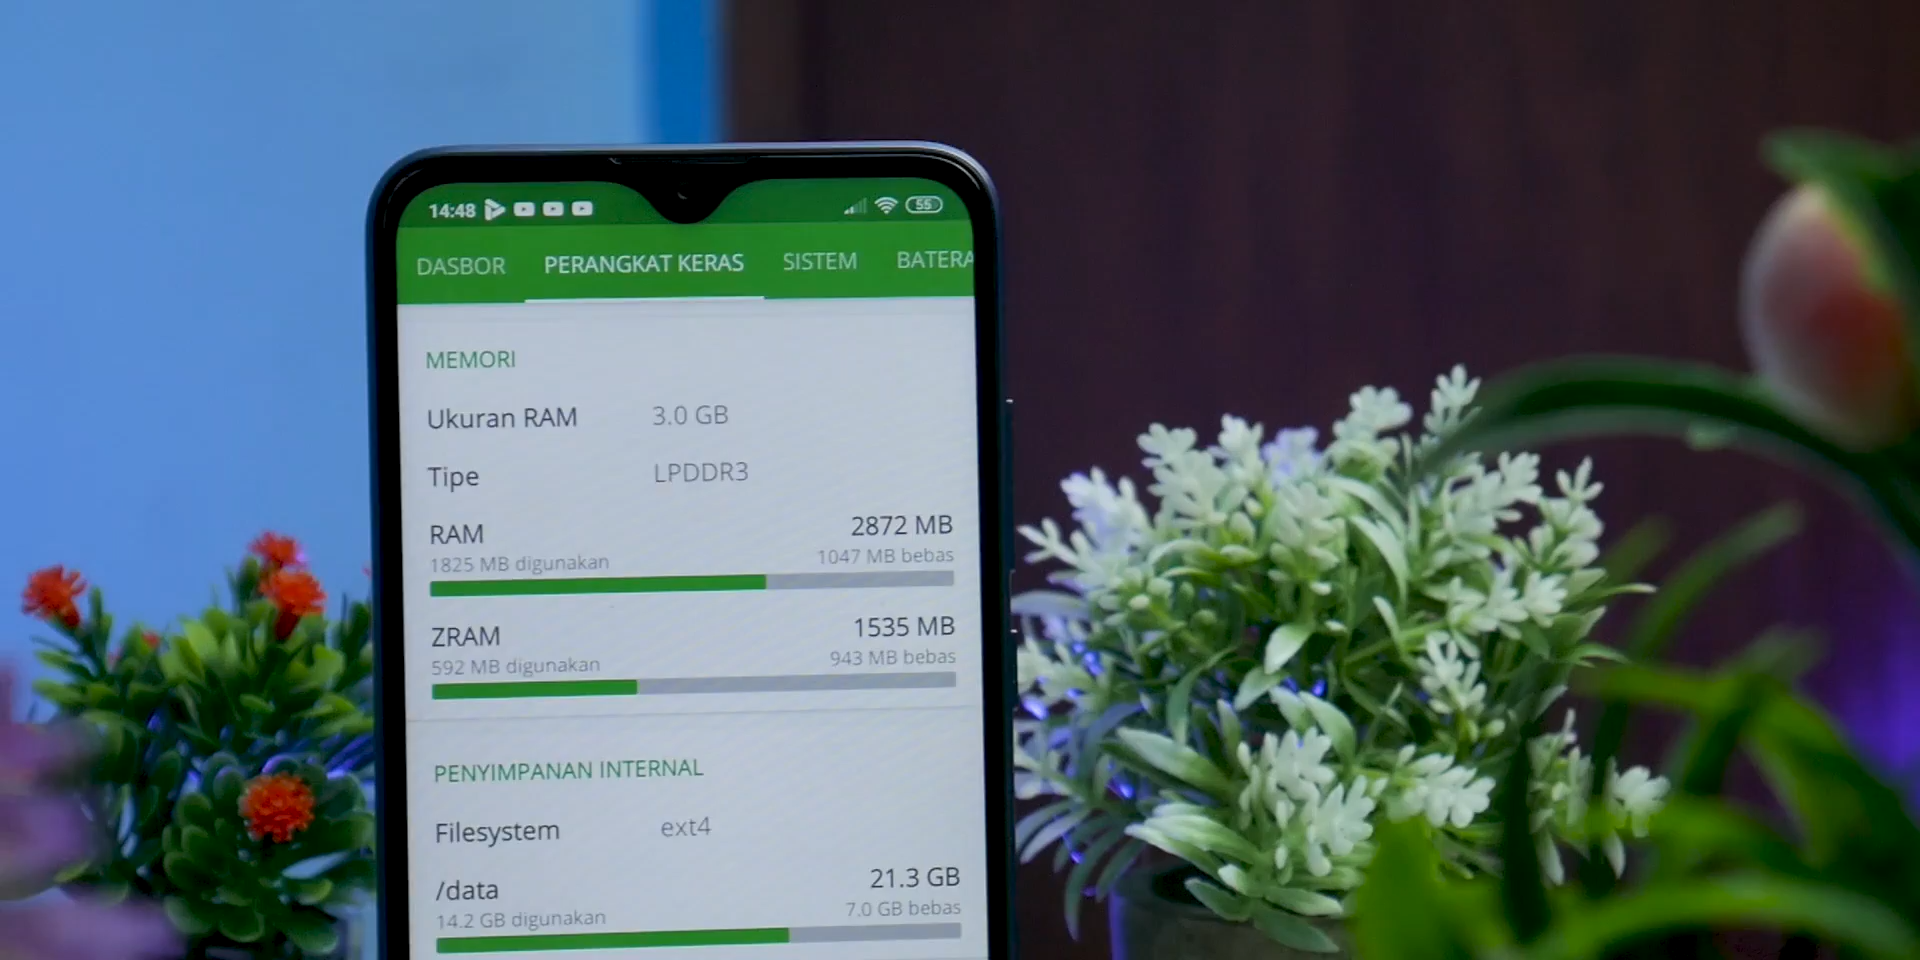 14:48 55
DASBOR PERANGKAT KERAS SISTEM BATERA
MEMORI
Ukuran RAM 3.0 GB
Tipe LPDDR3
RAM 2872 MB
1825 MB digunakan 1047 MB bebas
ZRAM 1535 MB
592 MB digunakan 943 MB bebas
PENYIMPANAN INTERNAL
Filesystem ext4
/data 21.3 GB
14.2 GB digunakan 7.0 GB bebas